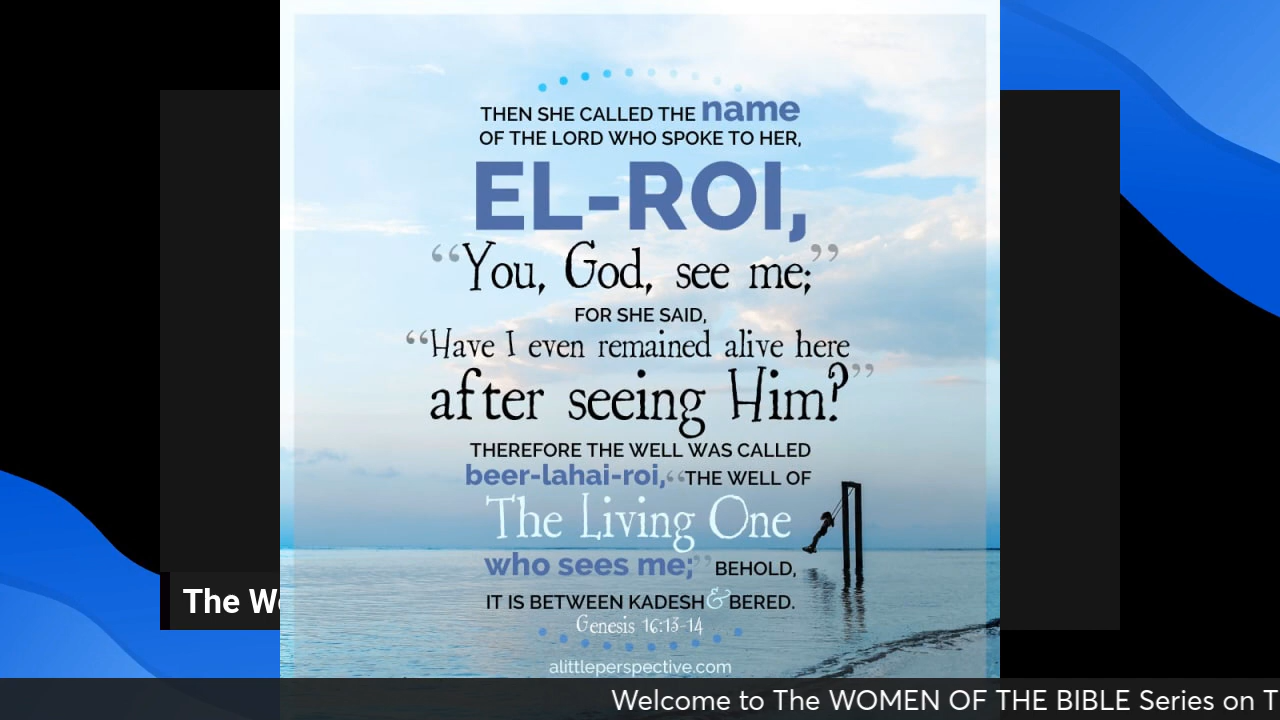 THEN SHE CALLED THE name
OF THE LORD WHO SPOKE TO HER,
EL-ROI,
“You, God, see me;”
FOR SHE SAID,
“Have I even remained alive here
after seeing Him?”
THEREFORE THE WELL WAS CALLED
beer-lahai-roi, “THE WELL OF
The Living One
who sees me;” BEHOLD,
IT IS BETWEEN KADESH & BERED.
Genesis 16:13-14
alittleperspective.com
The
Welcome to The WOMEN OF THE BIBLE Series on